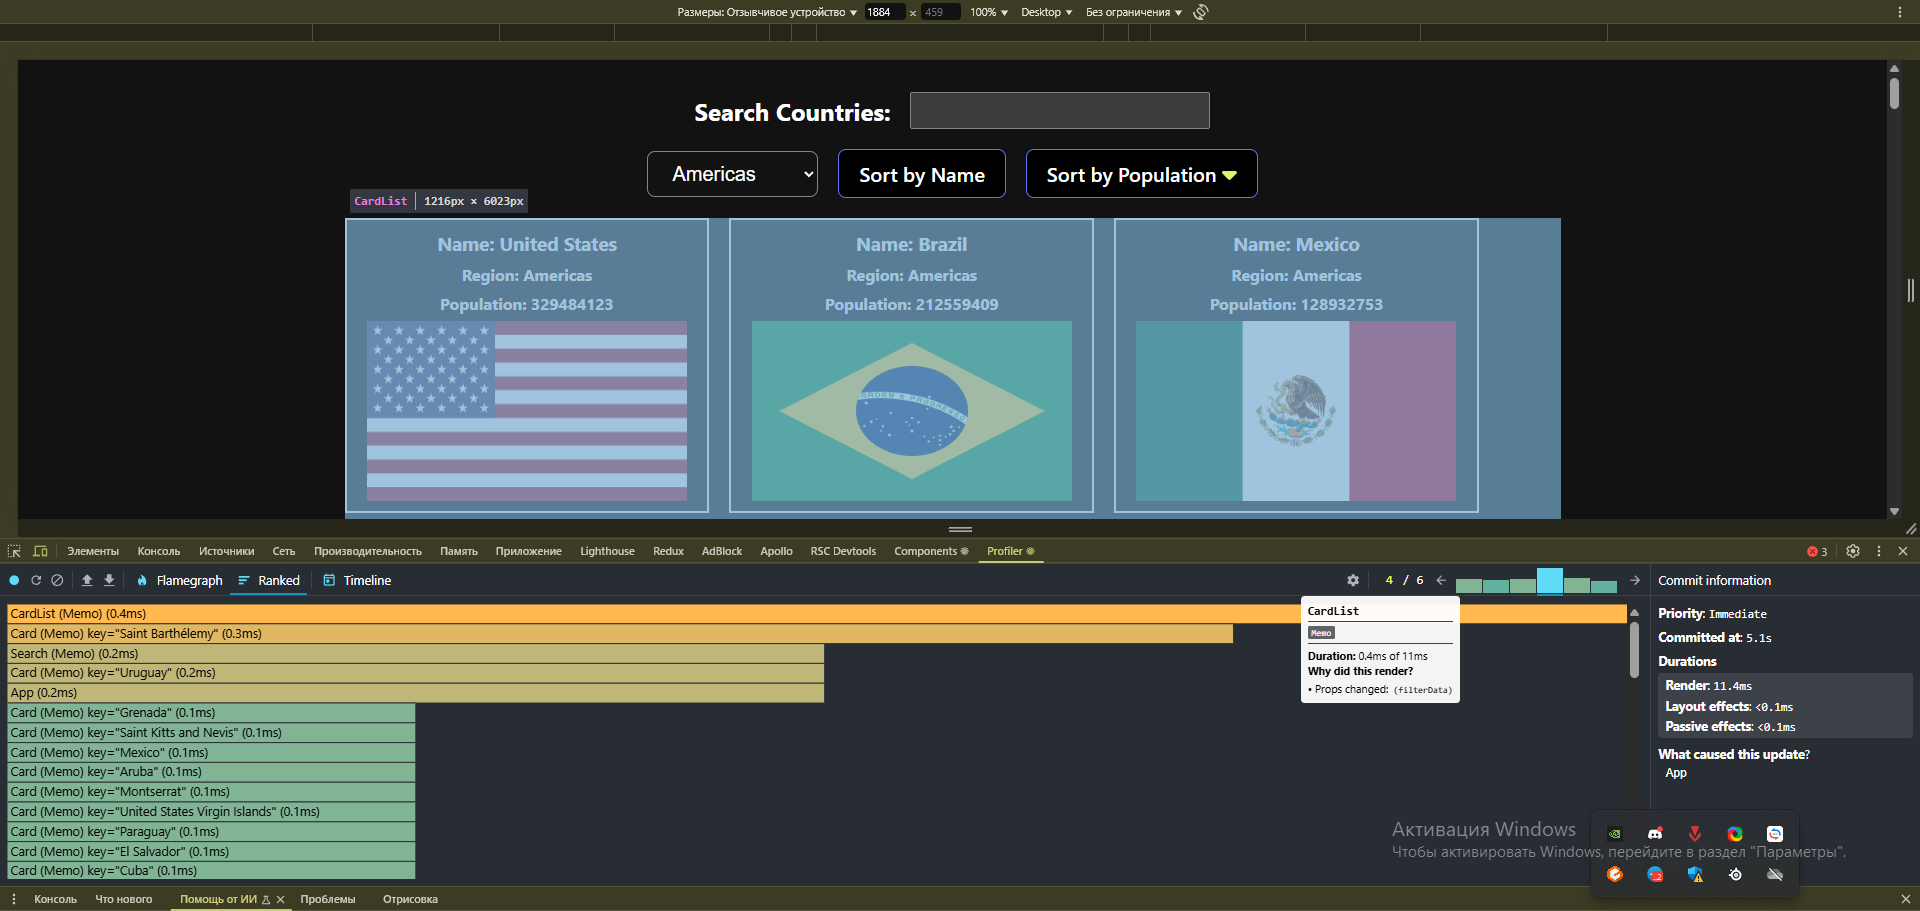 Размеры: Отзывчивое устройство 1884 × 459 100% Desktop Без ограничения
Search Countries:
Americas Sort by Name Sort by Population
CardList 1216px × 6023px
Name: United States
Region: Americas
Population: 329484123
Name: Brazil
Region: Americas
Population: 212559409
ORDEM E PROGRESSO
Name: Mexico
Region: Americas
Population: 128932753
Элементы Консоль Источники Сеть Производительность Память Приложение Lighthouse Redux AdBlock Apollo RSC Devtools Components Profiler 3
Flamegraph Ranked Timeline 4 / 6
CardList (Memo) (0.4ms)
Card (Memo) key="Saint Barthélemy" (0.3ms)
Search (Memo) (0.2ms)
Card (Memo) key="Uruguay" (0.2ms)
App (0.2ms)
Card (Memo) key="Grenada" (0.1ms)
Card (Memo) key="Saint Kitts and Nevis" (0.1ms)
Card (Memo) key="Mexico" (0.1ms)
Card (Memo) key="Aruba" (0.1ms)
Card (Memo) key="Montserrat" (0.1ms)
Card (Memo) key="United States Virgin Islands" (0.1ms)
Card (Memo) key="Paraguay" (0.1ms)
Card (Memo) key="El Salvador" (0.1ms)
Card (Memo) key="Cuba" (0.1ms)
CardList
Memo
Duration: 0.4ms of 11ms
Why did this render?
• Props changed: (filterData)
Commit information
Priority: Immediate
Committed at: 5.1s
Durations
Render: 11.4ms
Layout effects: <0.1ms
Passive effects: <0.1ms
What caused this update?
App
Активация Windows
Чтобы активировать Windows, перейдите в раздел "Параметры".
Консоль Что нового Помощь от ИИ Проблемы Отрисовка